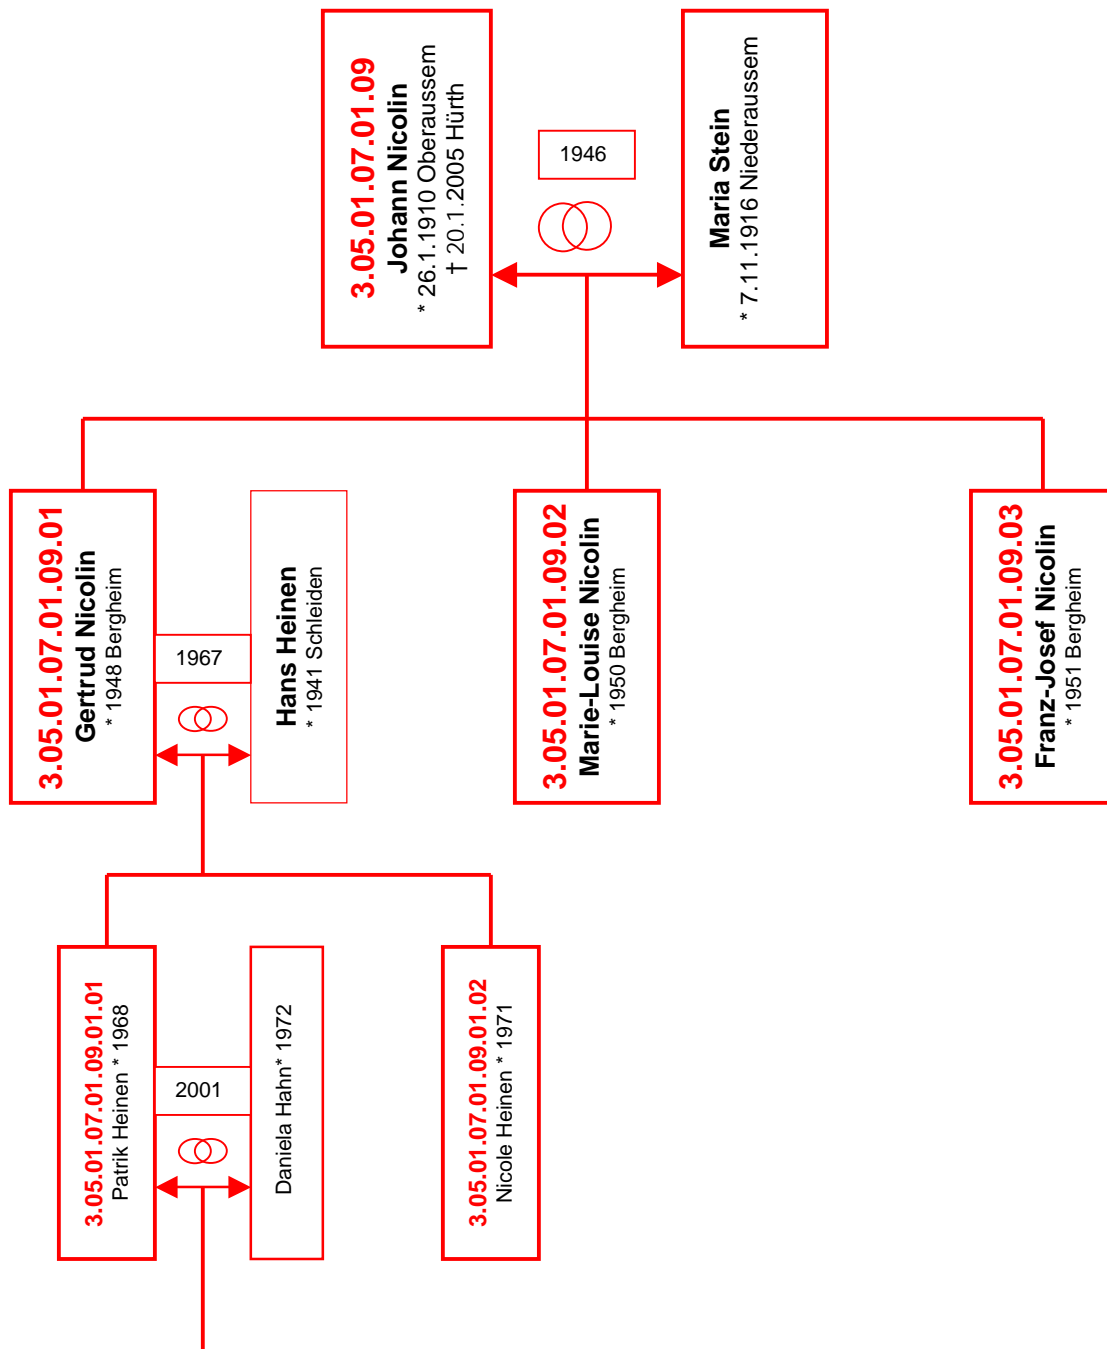 3.05.01.07.01.09
Johann Nicolin
* 26.1.1910 Oberaussem
† 20.1.2005 Hürth
1946
Maria Stein
* 7.11.1916 Niederaussem
3.05.01.07.01.09.01
Gertrud Nicolin
* 1948 Bergheim
1967
Hans Heinen
* 1941 Schleiden
3.05.01.07.01.09.02
Marie-Louise Nicolin
* 1950 Bergheim
3.05.01.07.01.09.03
Franz-Josef Nicolin
* 1951 Bergheim
3.05.01.07.01.09.01.01
Patrik Heinen * 1968
2001
Daniela Hahn* 1972
3.05.01.07.01.09.01.02
Nicole Heinen * 1971